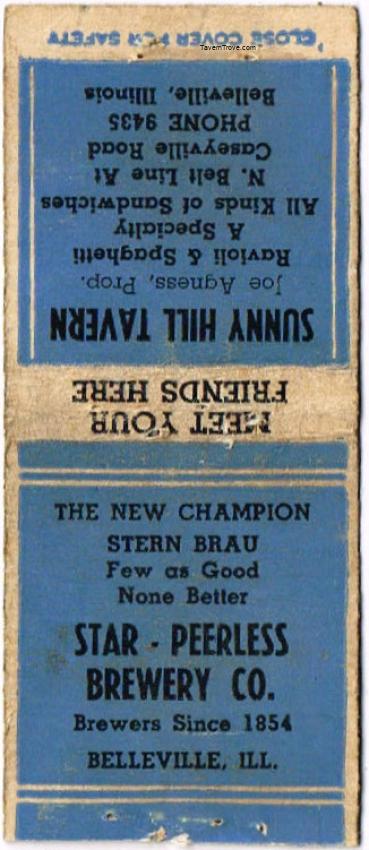 "CLOSE COVER FOR SAFETY
TavernTrove.com
SUNNY HILL TAVERN
Joe Agness, Prop.
Ravioli & Spaghetti
A Specialty
All Kinds of Sandwiches
N. Belt Line At
Caseyville Road
PHONE 9435
Belleville, Illinois
MEET YOUR
FRIENDS HERE
THE NEW CHAMPION
STERN BRAU
Few as Good
None Better
STAR - PEERLESS
BREWERY CO.
Brewers Since 1854
BELLEVILLE, ILL.